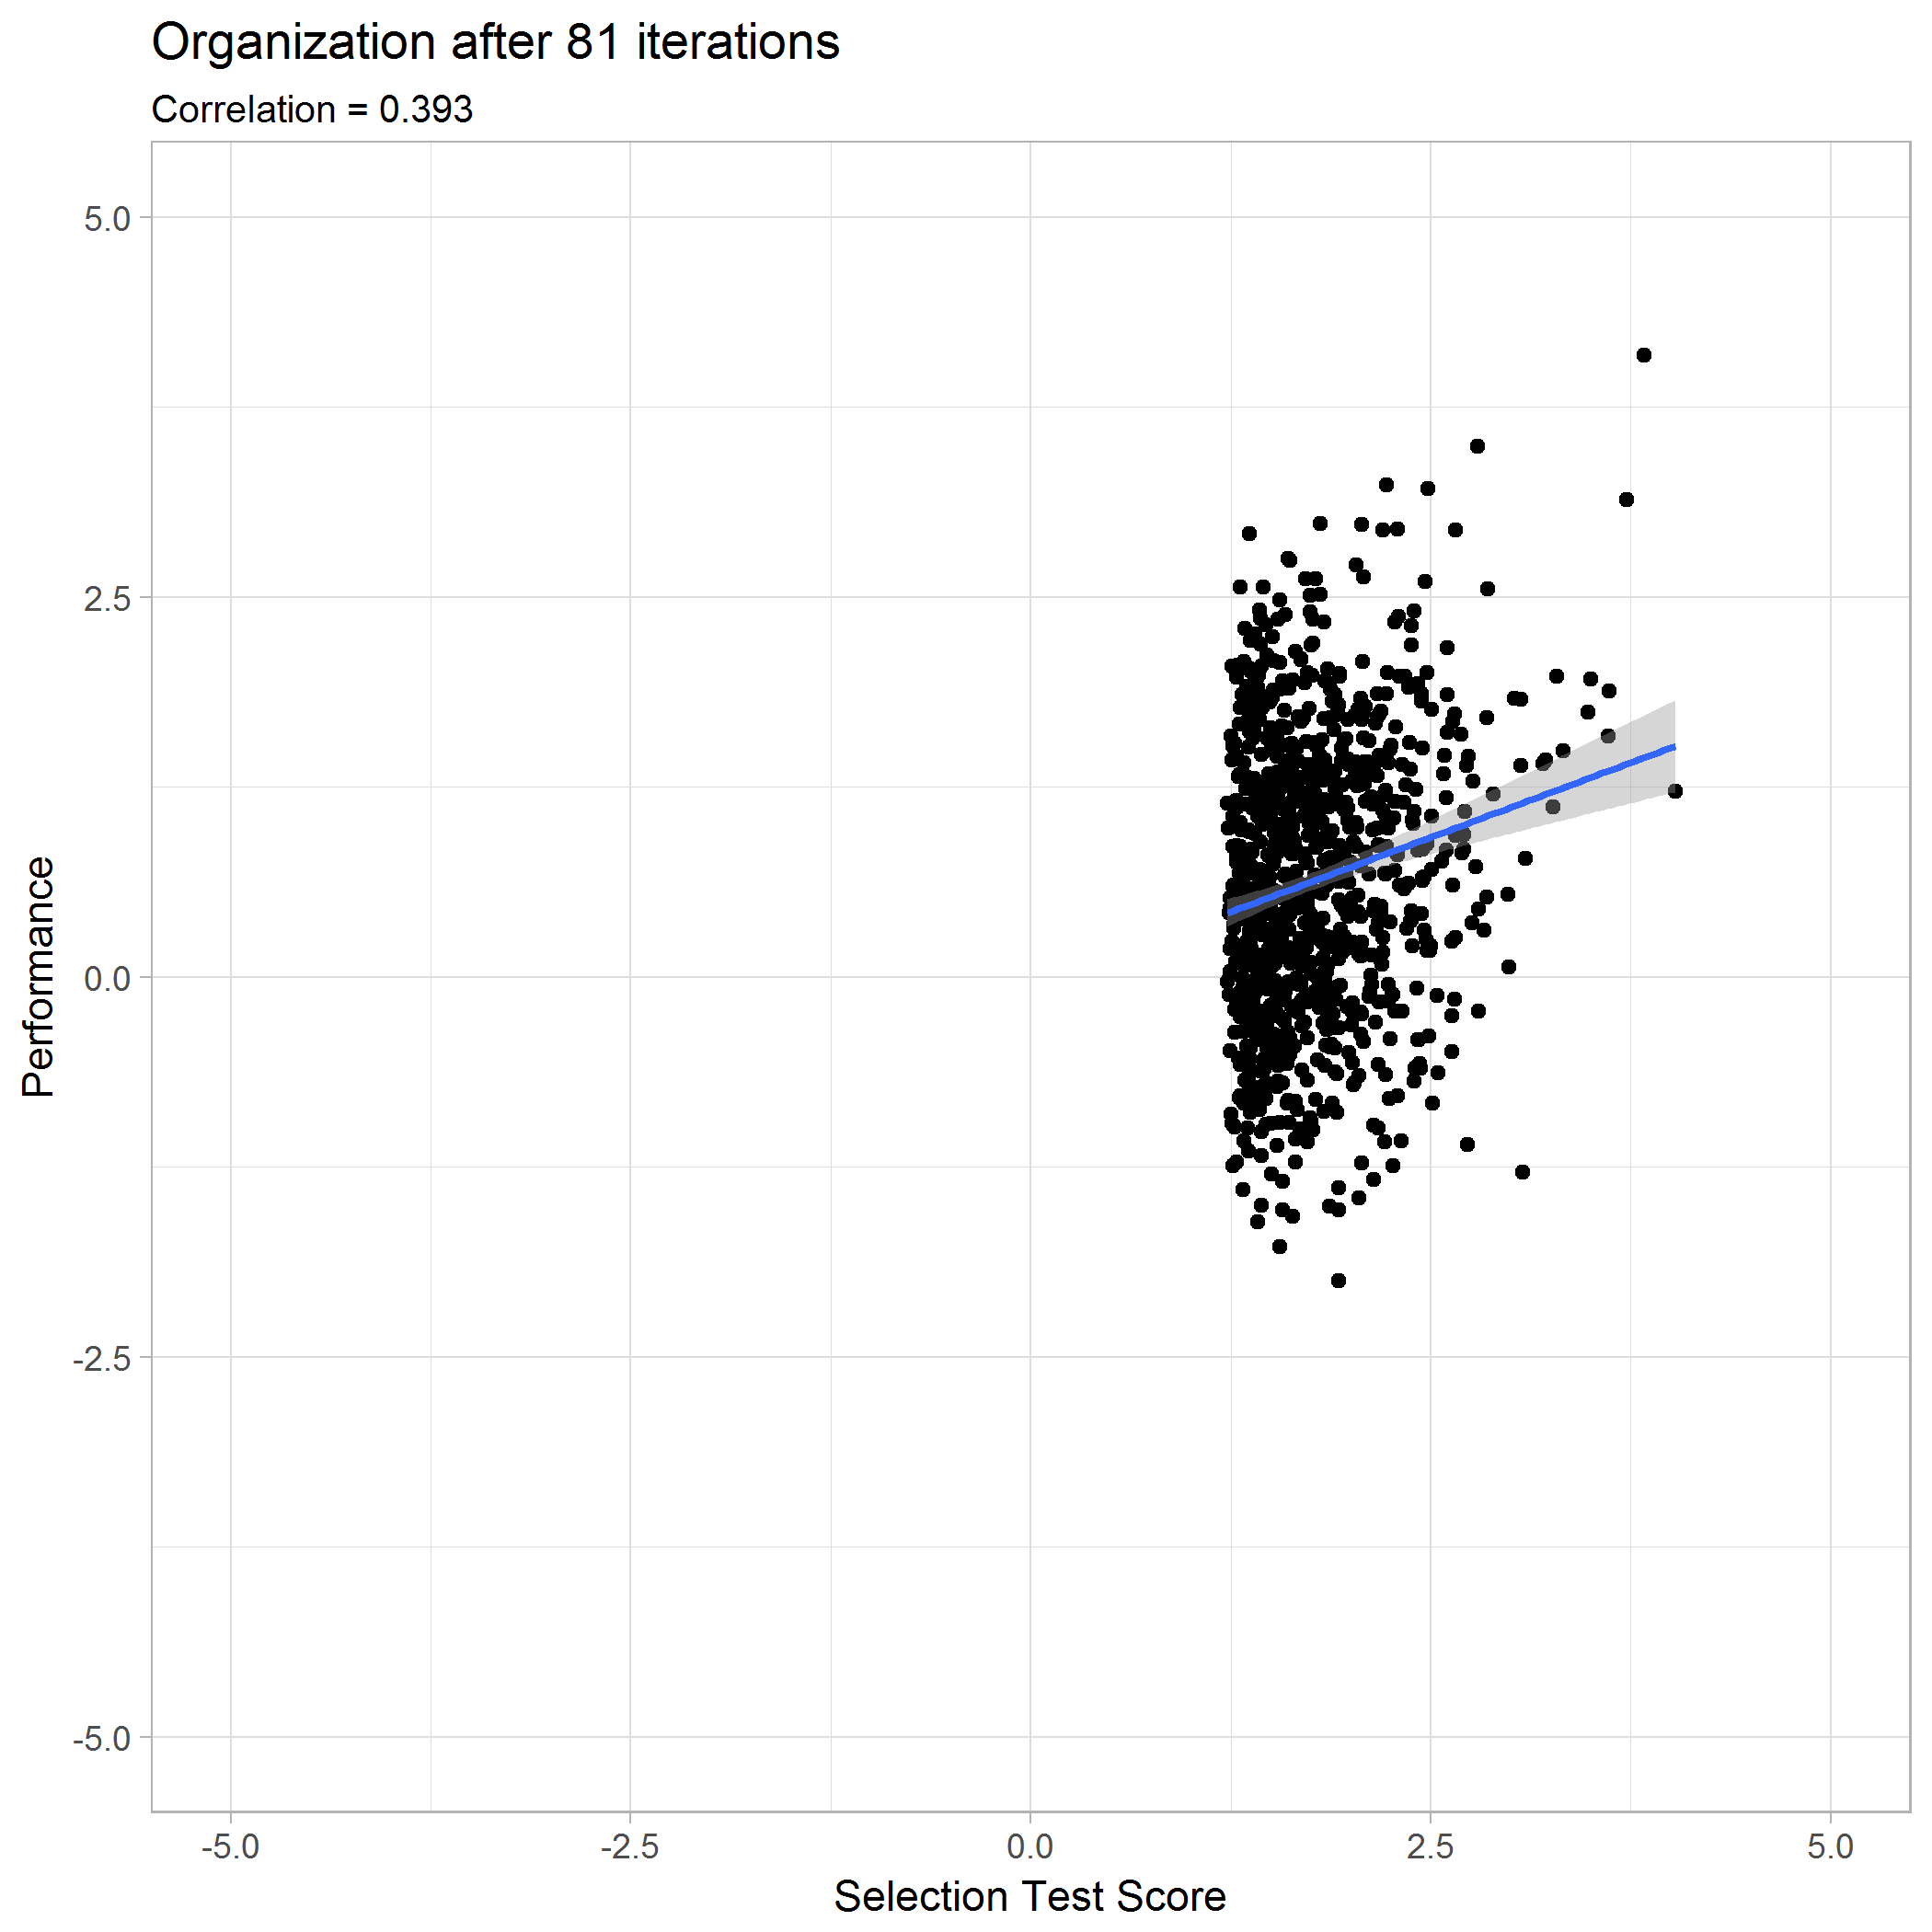 Organization after 81 iterations
Correlation = 0.393
5.0
2.5
0.0
-2.5
-5.0
Performance
-5.0 -2.5 0.0 2.5 5.0
Selection Test Score